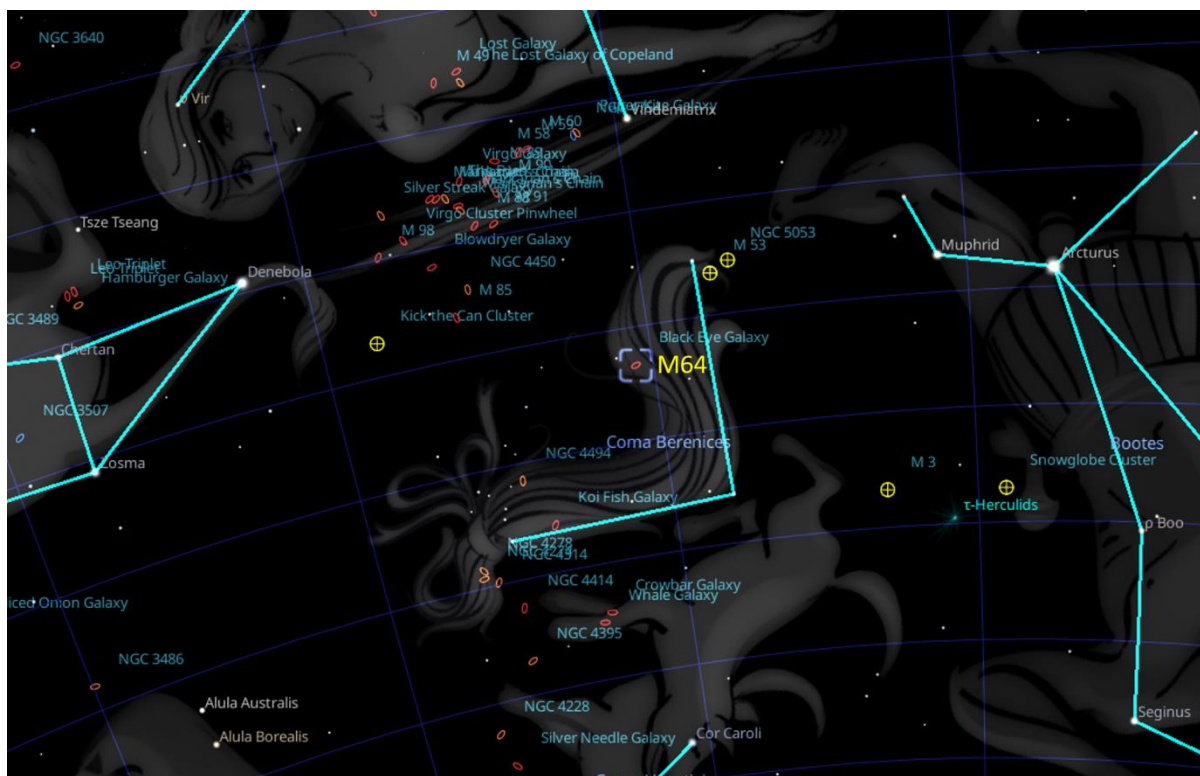 NGC 3640
Lost Galaxy
M 49
he Lost Galaxy of Copeland
Vir
Vindemiatrix
M 60
M 58
Virgo Galaxy
M 90
Silver Streak
Chain
M 91
Virgo Cluster Pinwheel
Tsze Tseang
M 98
Blowdryer Galaxy
NGC 5053
M 53
Muphrid
Arcturus
Leo Triplet
Hamburger Galaxy
Denebola
NGC 4450
M 85
GC 3489
Kick the Can Cluster
Black Eye Galaxy
Chertan
M64
NGC 3507
Coma Berenices
Bootes
Zosma
NGC 4494
M 3
Snowglobe Cluster
Koi Fish Galaxy
τ-Herculids
ρ Boo
NGC 4278
NGC 4314
NGC 4414
Crowbar Galaxy
Whale Galaxy
iced Onion Galaxy
NGC 4395
NGC 3486
Alula Australis
NGC 4228
Seginus
Alula Borealis
Silver Needle Galaxy
Cor Caroli